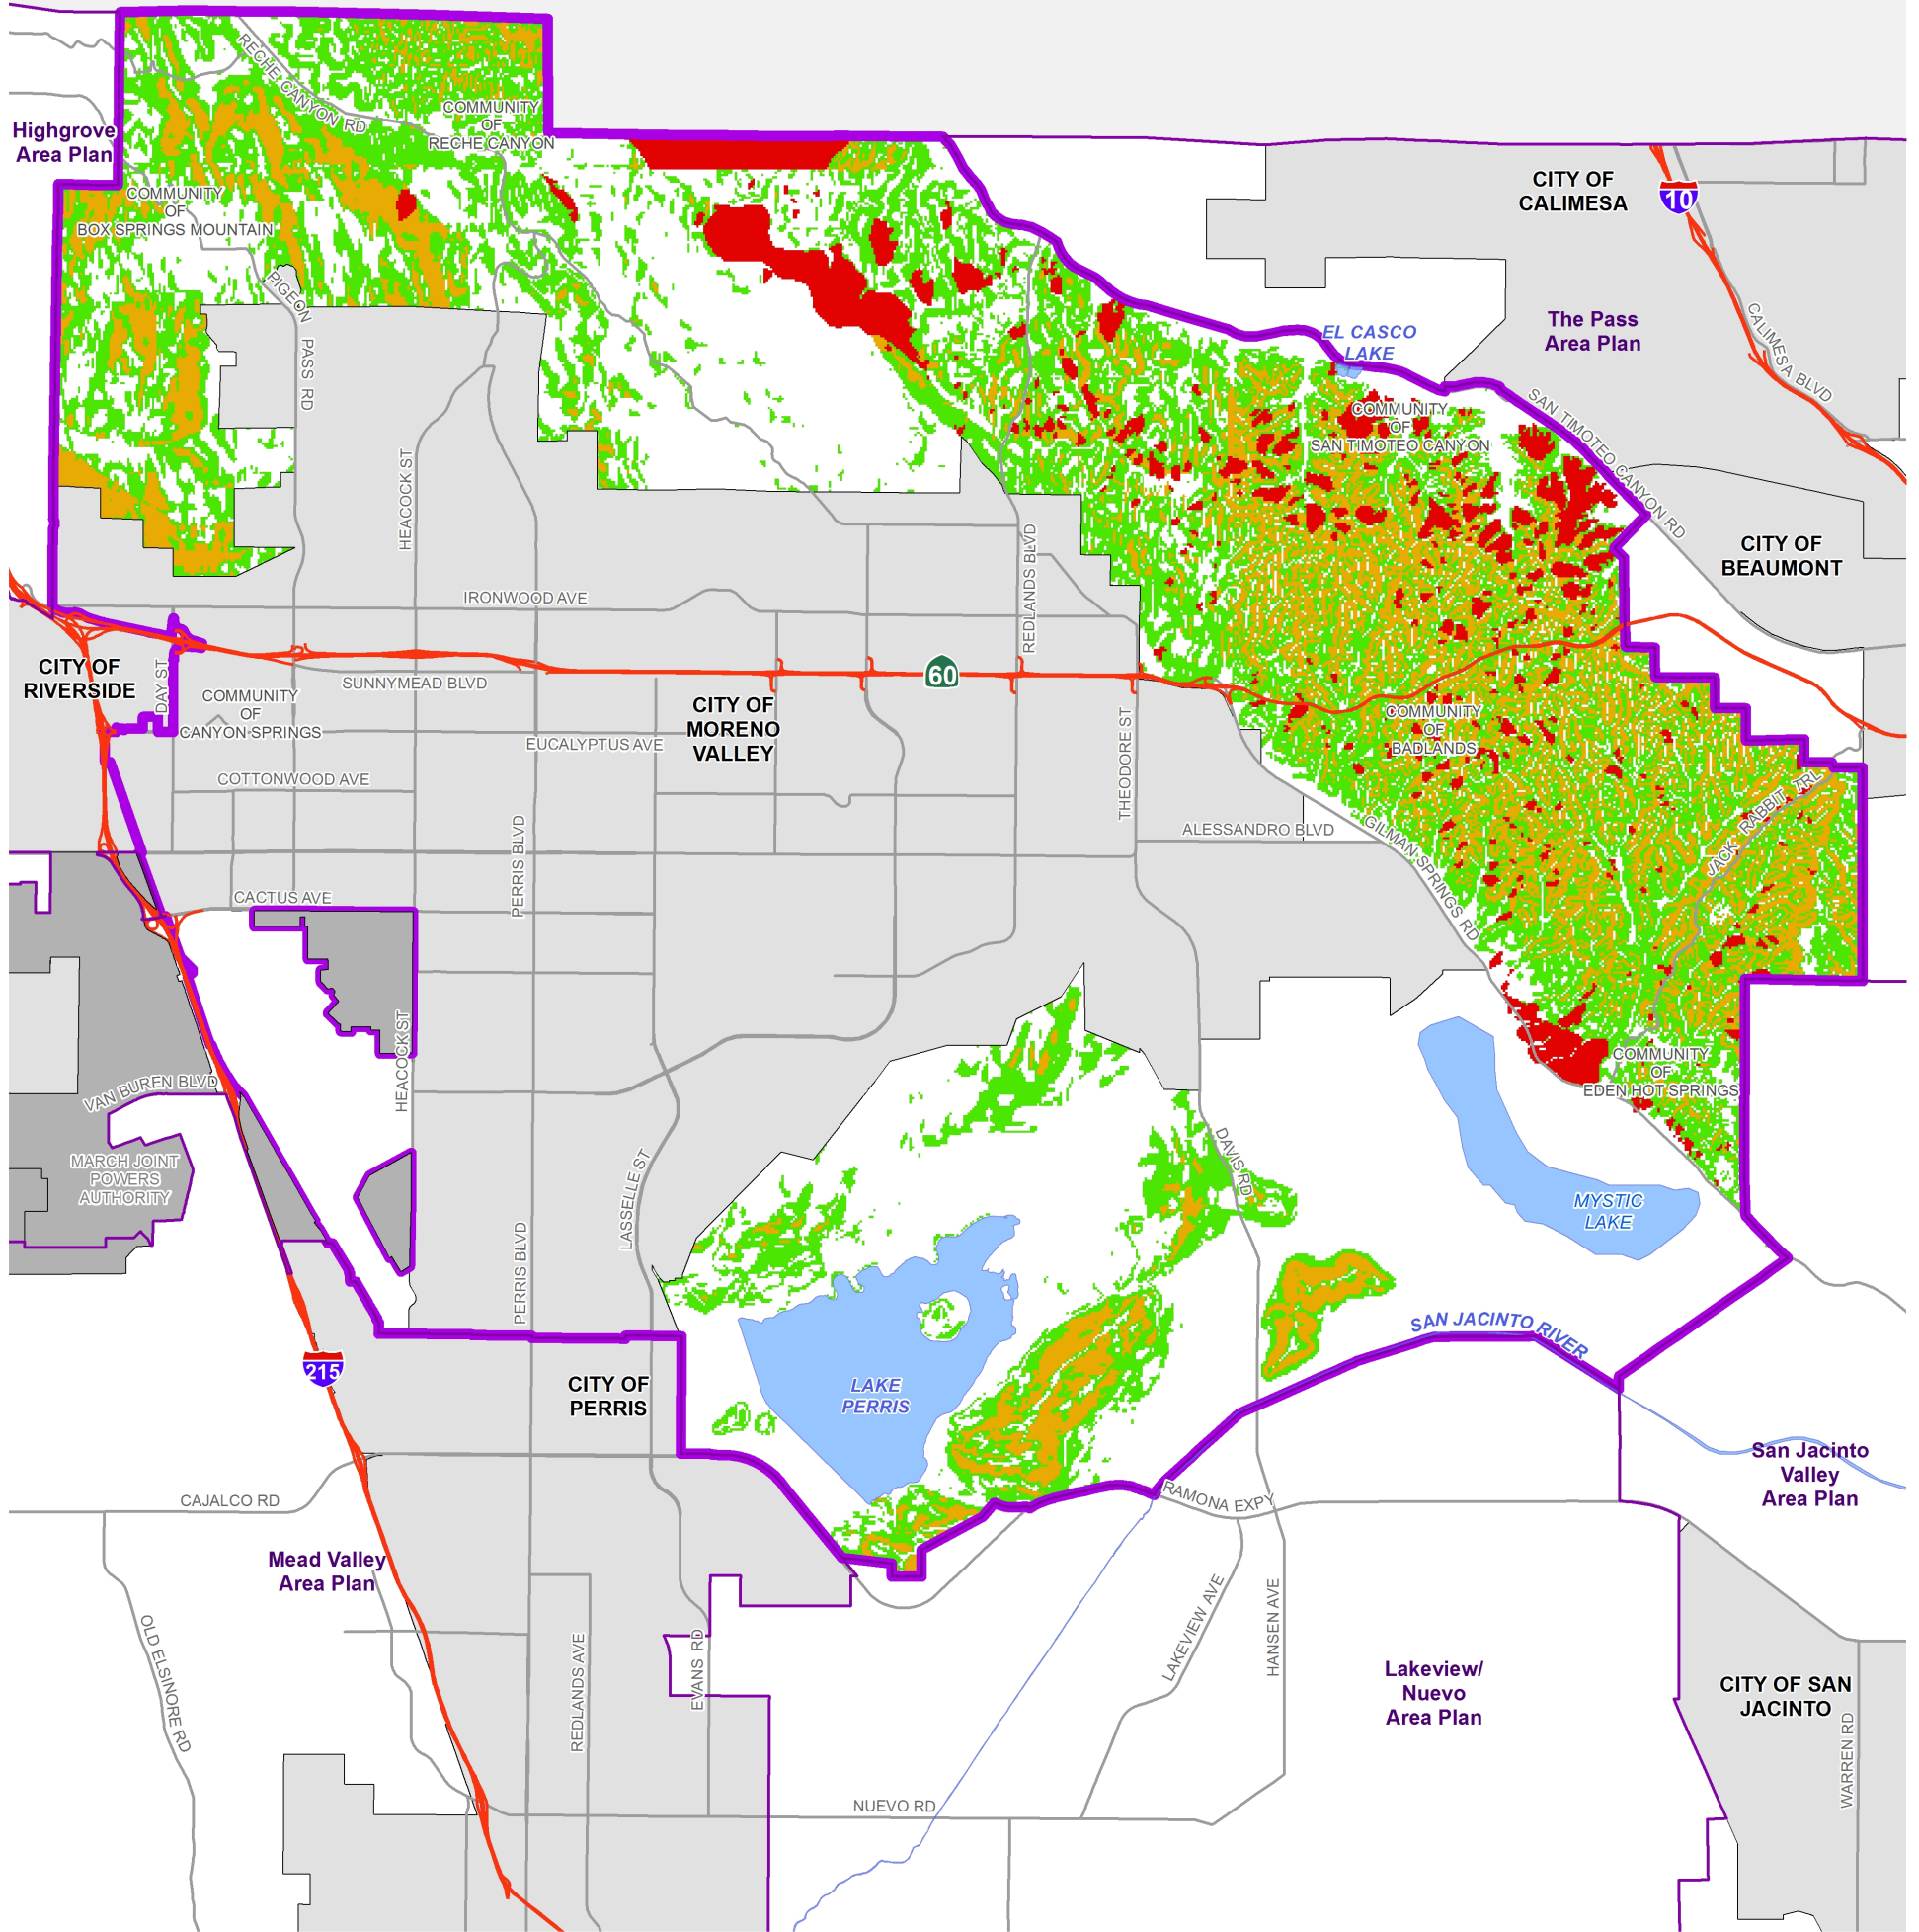 RECHE CANYON RD
Highgrove
Area Plan
COMMUNITY
OF
RECHE CANYON
COMMUNITY
OF
BOX SPRINGS MOUNTAIN
CITY OF
CALIMESA
10
PIGEON
PASS RD
EL CASCO
LAKE
The Pass
Area Plan
CALIMESA BLVD
COMMUNITY
OF
SAN TIMOTEO CANYON
SAN TIMOTEO CANYON RD
HEACOCK ST
REDLANDS BLVD
CITY OF
BEAUMONT
IRONWOOD AVE
CITY OF
RIVERSIDE
DAY ST
SUNNYMEAD BLVD
60
COMMUNITY
OF
CANYON SPRINGS
CITY OF
MORENO
VALLEY
EUCALYPTUS AVE
THEODORE ST
COMMUNITY
OF
BADLANDS
COTTONWOOD AVE
PERRIS BLVD
ALESSANDRO BLVD
GILMAN SPRINGS RD
JACK RABBIT TRL
CACTUS AVE
HEACOCK ST
VAN BUREN BLVD
COMMUNITY
OF
EDEN HOT SPRINGS
MARCH JOINT
POWERS
AUTHORITY
LASSELLE ST
DAVIS RD
MYSTIC
LAKE
PERRIS BLVD
SAN JACINTO RIVER
215
CITY OF
PERRIS
LAKE
PERRIS
San Jacinto
Valley
Area Plan
CAJALCO RD
RAMONA EXPY
Mead Valley
Area Plan
OLD ELSINORE RD
REDLANDS AVE
EVANS RD
LAKEVIEW AVE
HANSEN AVE
Lakeview/
Nuevo
Area Plan
CITY OF SAN
JACINTO
WARREN RD
NUEVO RD